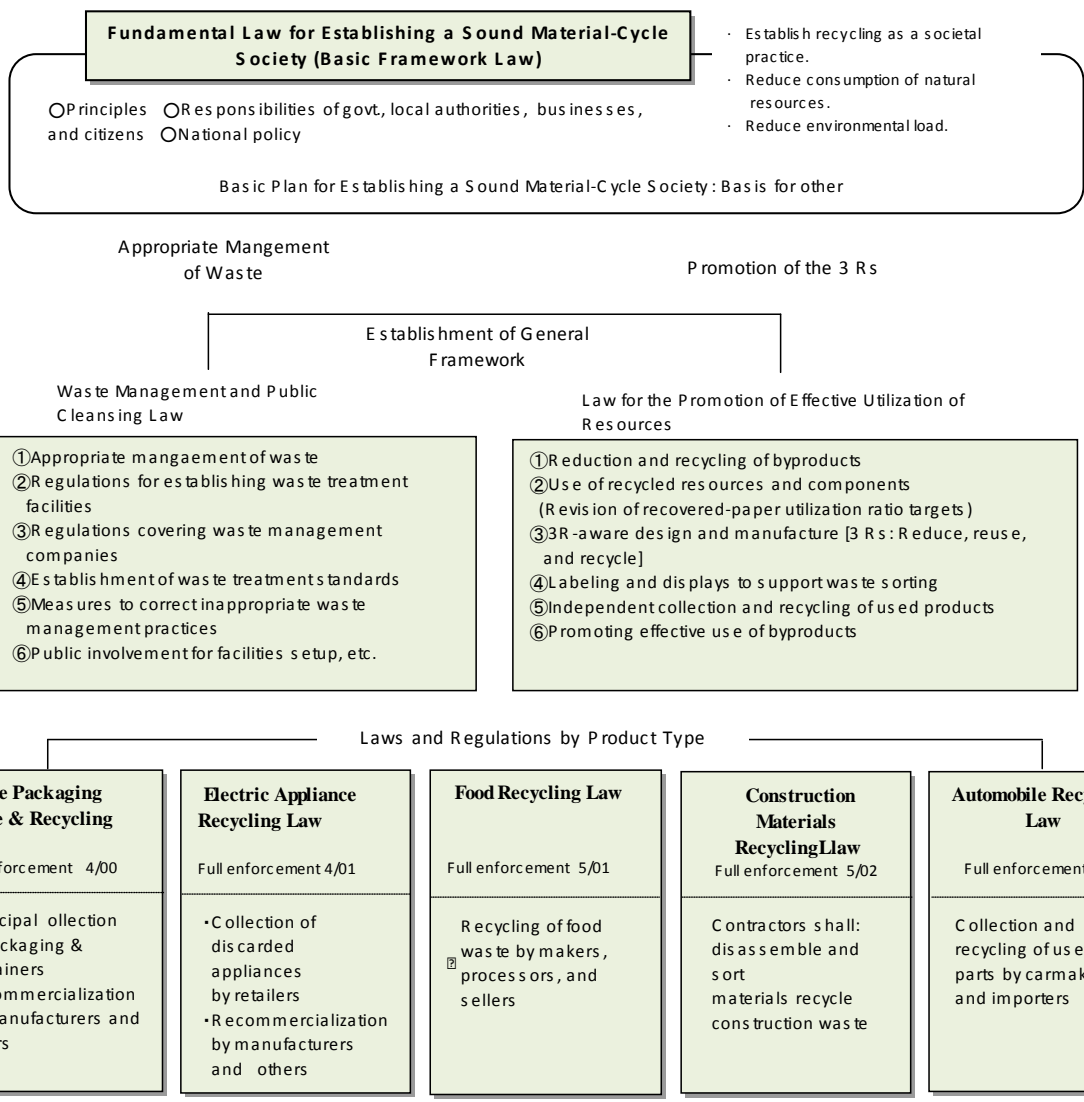 Fundamental Law for Establishing a Sound Material-Cycle
Society (Basic Framework Law)
· Establish recycling as a societal
practice.
· Reduce consumption of natural
resources.
· Reduce environmental load.
○Principles ○Responsibilities of govt., local authorities, businesses,
and citizens ○National policy
Basic Plan for Establishing a Sound Material-Cycle Society: Basis for other
Appropriate Mangement
of Waste
Promotion of the 3 Rs
Establishment of General
Framework
Waste Management and Public
Cleansing Law
Law for the Promotion of Effective Utilization of
Resources
①Appropriate mangaement of waste
②Regulations for establishing waste treatment
facilities
③Regulations covering waste management
companies
④Establishment of waste treatment standards
⑤Measures to correct inappropriate waste
management practices
⑥Public involvement for facilities setup, etc.
①Reduction and recycling of byproducts
②Use of recycled resources and components
(Revision of recovered-paper utilization ratio targets)
③3R-aware design and manufacture [3 Rs: Reduce, reuse,
and recycle]
④Labeling and displays to support waste sorting
⑤Independent collection and recycling of used products
⑥Promoting effective use of byproducts
Laws and Regulations by Product Type
Packaging
& Recycling
4/00
ollection
&
and
Electric Appliance
Recycling Law
Full enforcement 4/01
・Collection of
discarded
appliances
by retailers
・Recommercialization
by manufacturers
and others
Food Recycling Law
Full enforcement 5/01
Recycling of food
waste by makers,
processors, and
sellers
Construction
Materials
RecyclingLlaw
Full enforcement 5/02
Contractors shall:
disassemble and
sort
materials recycle
construction waste
Automobile
Law
Full enforcement
Collection and
recycling of
parts by
and importers